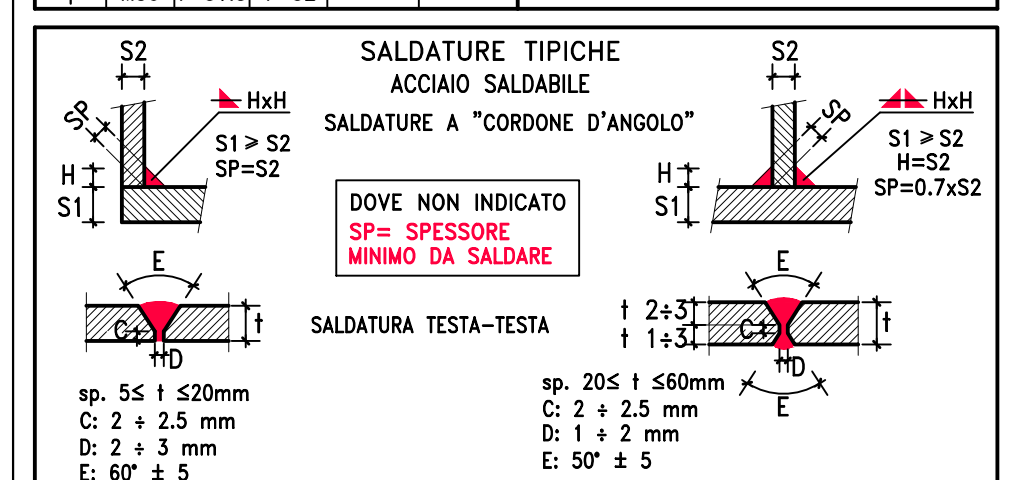 SALDATURE TIPICHE
ACCIAIO SALDABILE
SALDATURE A "CORDONE D'ANGOLO"
S2
SP
HxH
S1 ≥ S2
SP=S2
H
S1
S2
SP
HxH
S1 ≥ S2
H=S2
SP=0.7xS2
H
S1
DOVE NON INDICATO
SP= SPESSORE
MINIMO DA SALDARE
SALDATURA TESTA-TESTA
E
C
D
t
sp. 5≤ t ≤20mm
C: 2 ÷ 2.5 mm
D: 2 ÷ 3 mm
E: 60° ± 5
E
t 2÷3
t 1÷3
C
D
t
E
sp. 20≤ t ≤60mm
C: 2 ÷ 2.5 mm
D: 1 ÷ 2 mm
E: 50° ± 5